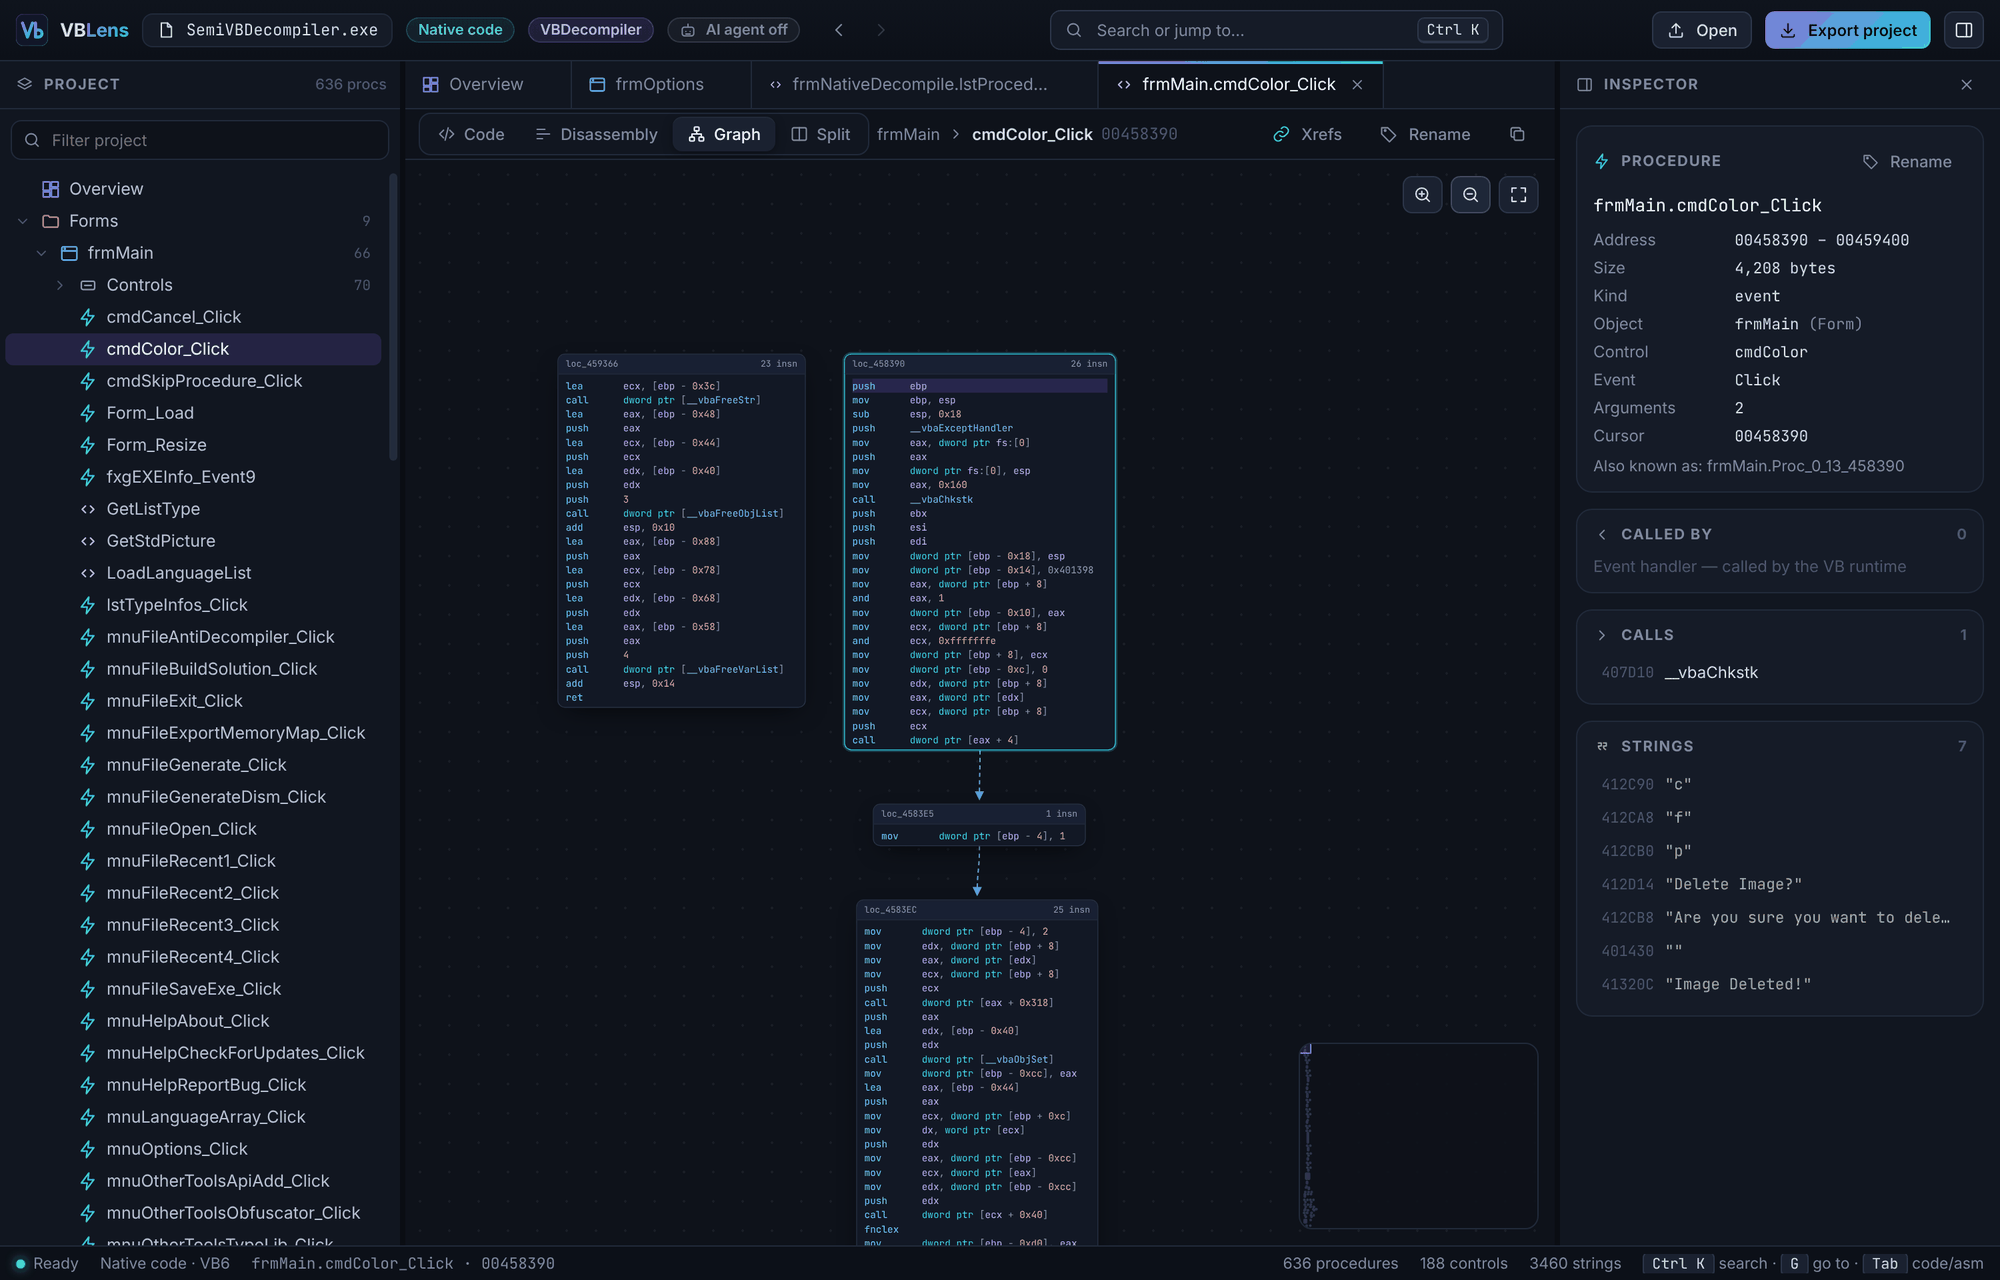 Vb VBLens SemiVBDecompiler.exe Native code VBDecompiler AI agent off Search or jump to... Ctrl K Open Export project
PROJECT 636 procs
Filter project
Overview
Forms 9
frmMain 66
Controls 70
cmdCancel_Click
cmdColor_Click
cmdSkipProcedure_Click
Form_Load
Form_Resize
fxgEXEInfo_Event9
GetListType
GetStdPicture
LoadLanguageList
lstTypeInfos_Click
mnuFileAntiDecompiler_Click
mnuFileBuildSolution_Click
mnuFileExit_Click
mnuFileExportMemoryMap_Click
mnuFileGenerate_Click
mnuFileGenerateDism_Click
mnuFileOpen_Click
mnuFileRecent1_Click
mnuFileRecent2_Click
mnuFileRecent3_Click
mnuFileRecent4_Click
mnuFileSaveExe_Click
mnuHelpAbout_Click
mnuHelpCheckForUpdates_Click
mnuHelpReportBug_Click
mnuLanguageArray_Click
mnuOptions_Click
mnuOtherToolsApiAdd_Click
mnuOtherToolsObfuscator_Click
mnuOtherToolsTypeLib_Click
Overview frmOptions frmNativeDecompile.lstProced... frmMain.cmdColor_Click
Code Disassembly Graph Split frmMain > cmdColor_Click 00458390 Xrefs Rename
loc_459366 23 insn
lea ecx, [ebp - 0x3c]
call dword ptr [__vbaFreeStr]
lea eax, [ebp - 0x48]
push eax
lea ecx, [ebp - 0x44]
push ecx
lea edx, [ebp - 0x40]
push edx
push 3
call dword ptr [__vbaFreeObjList]
add esp, 0x10
lea eax, [ebp - 0x88]
push eax
lea ecx, [ebp - 0x78]
push ecx
lea edx, [ebp - 0x68]
push edx
lea eax, [ebp - 0x58]
push eax
push 4
call dword ptr [__vbaFreeVarList]
add esp, 0x14
ret
loc_458390 26 insn
push ebp
mov ebp, esp
sub esp, 0x18
push __vbaExceptHandler
mov eax, dword ptr fs:[0]
push eax
mov dword ptr fs:[0], esp
mov eax, 0x160
call __vbaChkstk
push ebx
push esi
push edi
mov dword ptr [ebp - 0x18], esp
mov dword ptr [ebp - 0x14], 0x401398
mov eax, dword ptr [ebp + 8]
and eax, 1
mov dword ptr [ebp - 0x10], eax
mov ecx, dword ptr [ebp + 8]
and ecx, 0xfffffffe
mov dword ptr [ebp + 8], ecx
mov dword ptr [ebp - 0xc], 0
mov edx, dword ptr [ebp + 8]
mov eax, dword ptr [edx]
mov ecx, dword ptr [ebp + 8]
push ecx
call dword ptr [eax + 4]
loc_4583E5 1 insn
mov dword ptr [ebp - 4], 1
loc_4583EC 25 insn
mov dword ptr [ebp - 4], 2
mov edx, dword ptr [ebp + 8]
mov eax, dword ptr [edx]
mov ecx, dword ptr [ebp + 8]
push ecx
call dword ptr [eax + 0x318]
push eax
lea edx, [ebp - 0x40]
push edx
call dword ptr [__vbaObjSet]
mov dword ptr [ebp - 0xcc], eax
lea eax, [ebp - 0x44]
push eax
mov ecx, dword ptr [ebp + 0xc]
mov dx, word ptr [ecx]
push edx
mov eax, dword ptr [ebp - 0xcc]
mov ecx, dword ptr [eax]
mov edx, dword ptr [ebp - 0xcc]
push edx
call dword ptr [ecx + 0x40]
fnclex
mov dword ptr [ebp - 0xd0], eax
INSPECTOR
PROCEDURE Rename
frmMain.cmdColor_Click
Address 00458390 – 00459400
Size 4,208 bytes
Kind event
Object frmMain (Form)
Control cmdColor
Event Click
Arguments 2
Cursor 00458390
Also known as: frmMain.Proc_0_13_458390
CALLED BY 0
Event handler — called by the VB runtime
CALLS 1
407D10 __vbaChkstk
STRINGS 7
412C90 "c"
412CA8 "f"
412CB0 "p"
412D14 "Delete Image?"
412CB8 "Are you sure you want to dele…
401430 ""
41320C "Image Deleted!"
Ready Native code · VB6 frmMain.cmdColor_Click · 00458390 636 procedures 188 controls 3460 strings Ctrl K search · G go to · Tab code/asm